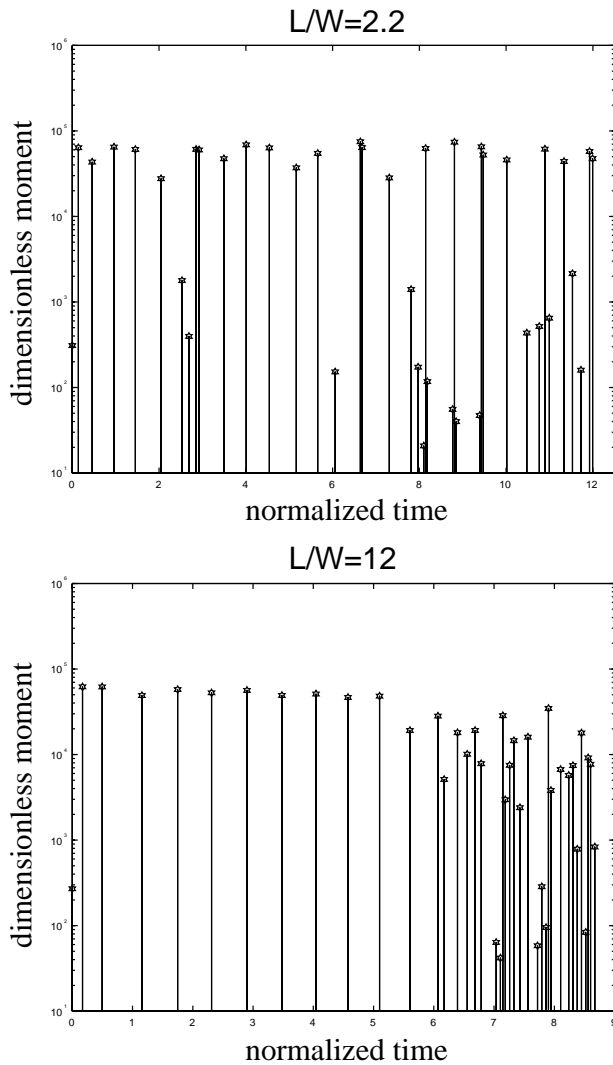 L/W=2.2
10⁶
10⁵
10⁴
10³
10²
10¹
dimensionless moment
0 2 4 6 8 10 12
normalized time
L/W=12
10⁶
10⁵
10⁴
10³
10²
10¹
dimensionless moment
0 1 2 3 4 5 6 7 8 9
normalized time